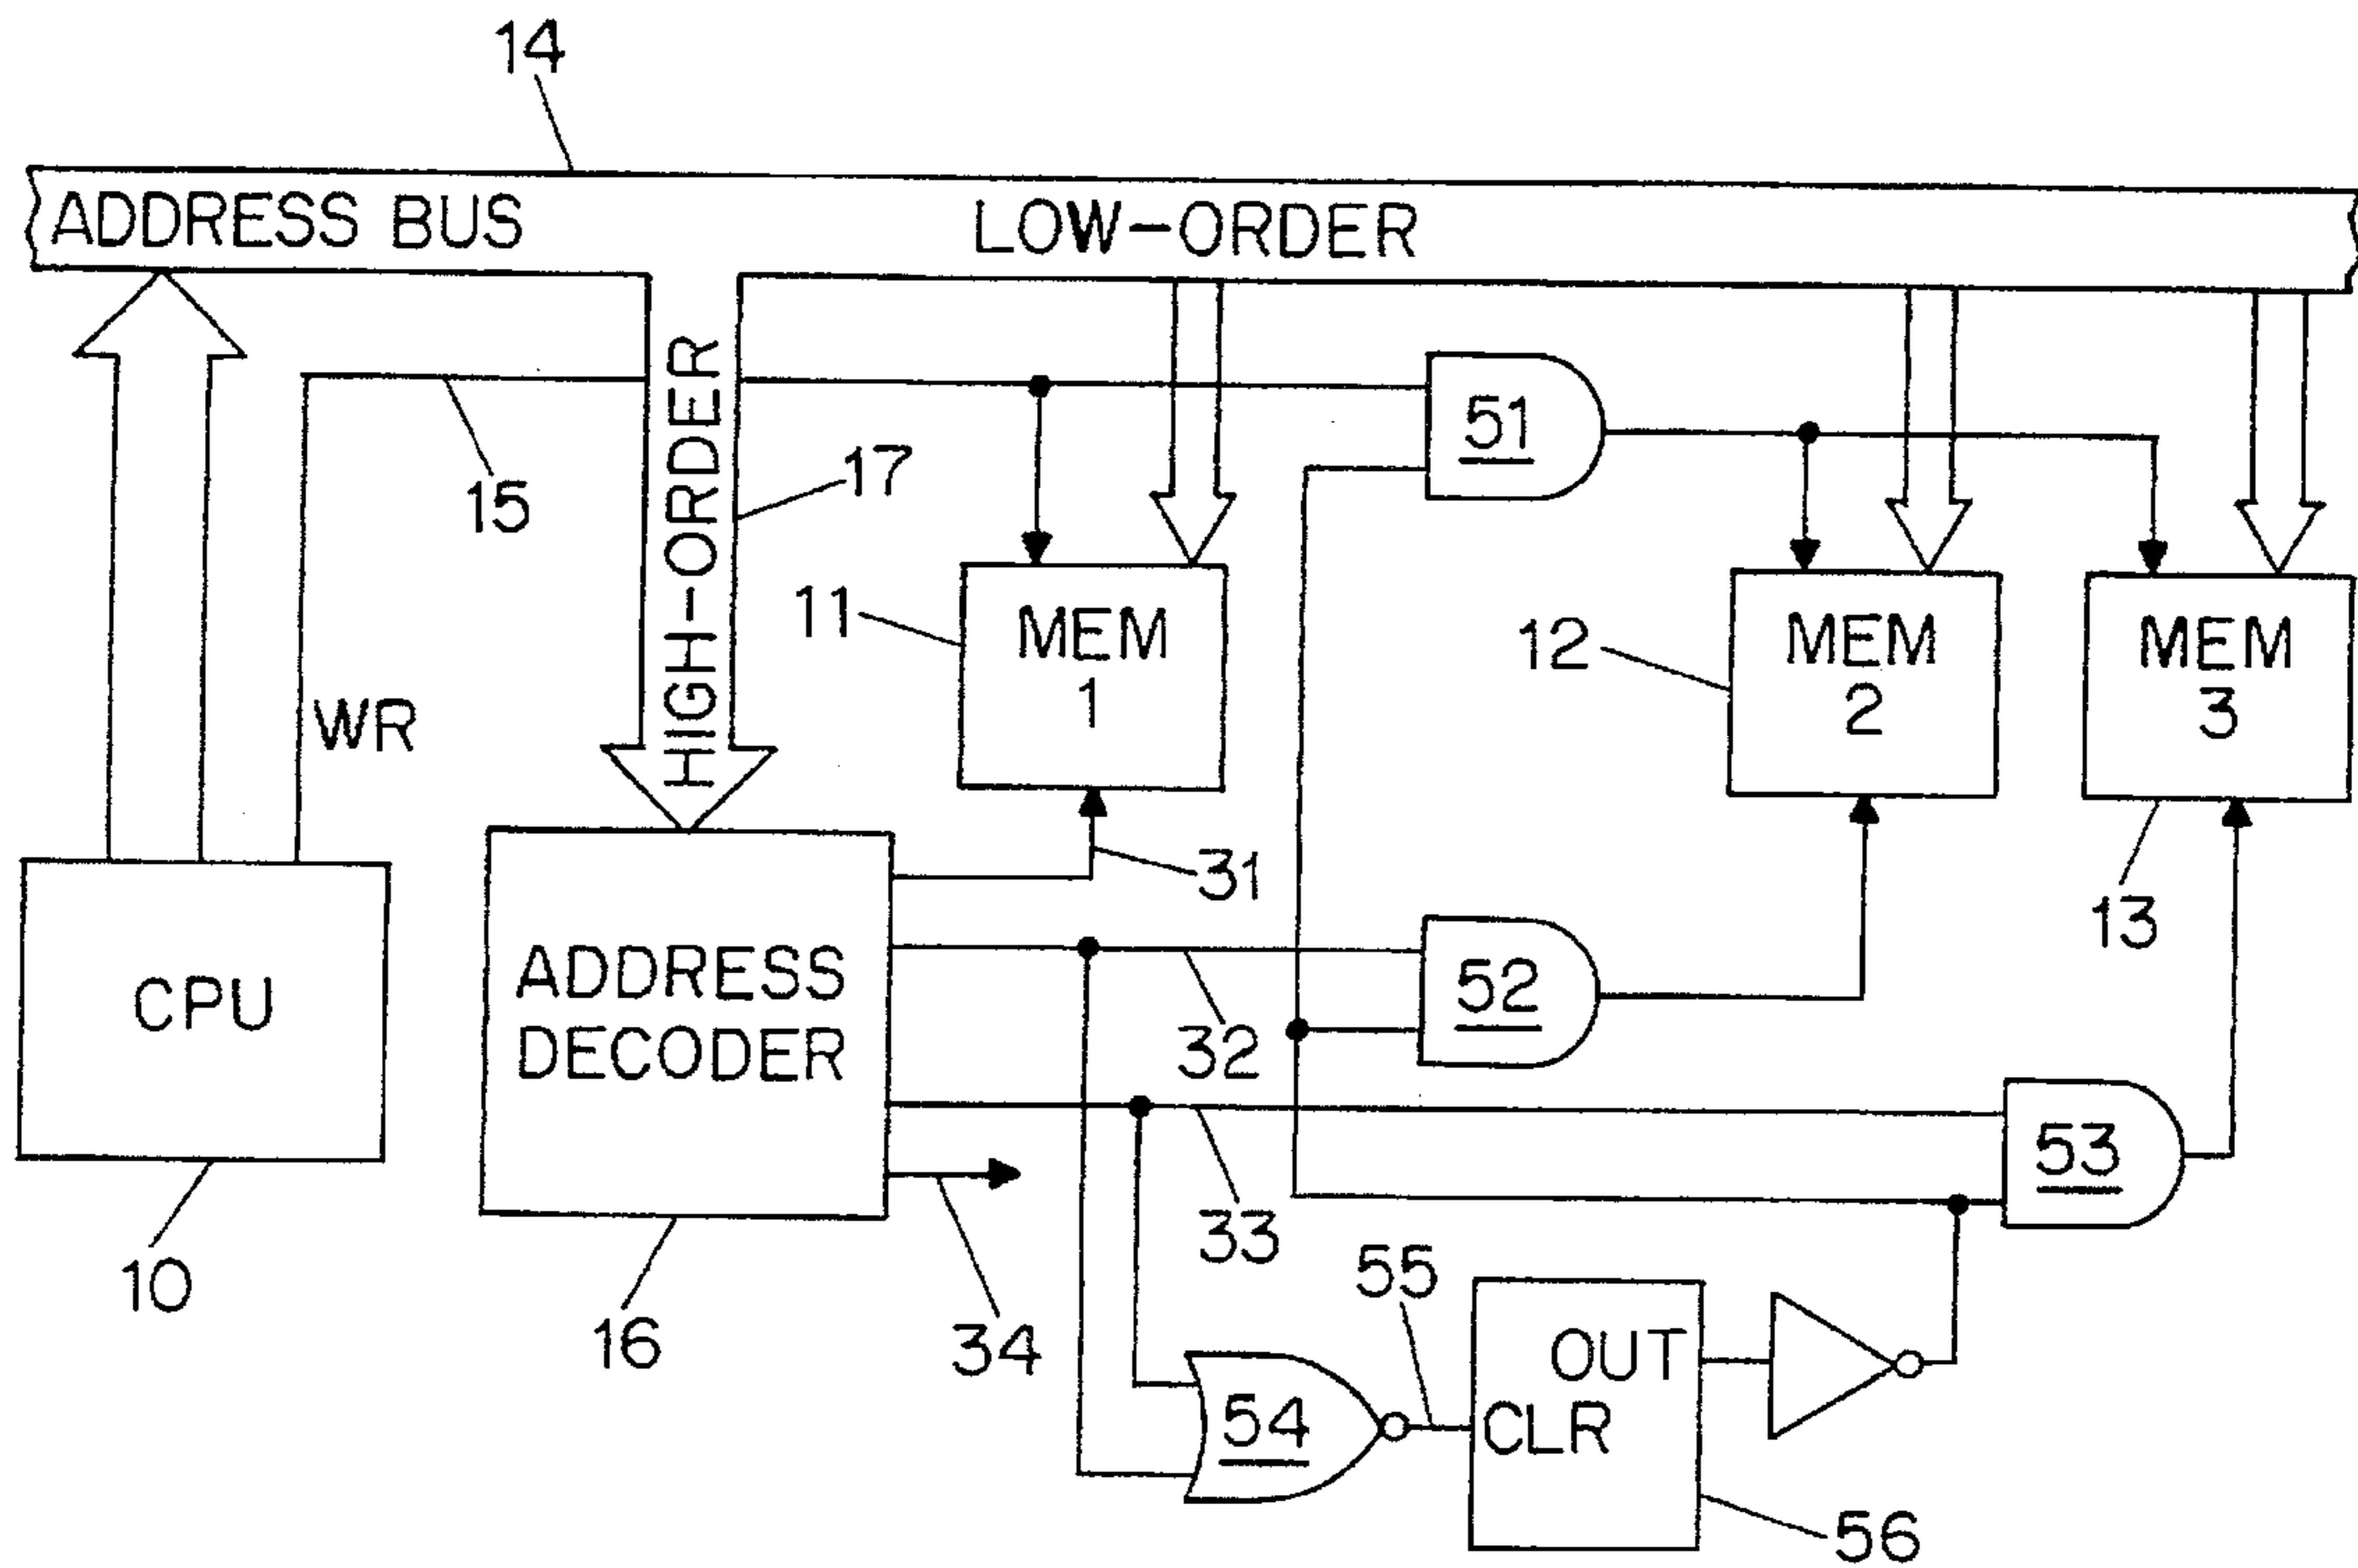 14
ADDRESS BUS
LOW-ORDER
HIGH-ORDER
51
17
15
11
MEM
1
12
MEM
2
MEM
3
WR
31
13
CPU
ADDRESS
DECODER
52
32
53
33
10
16
34
55
54
OUT
CLR
56